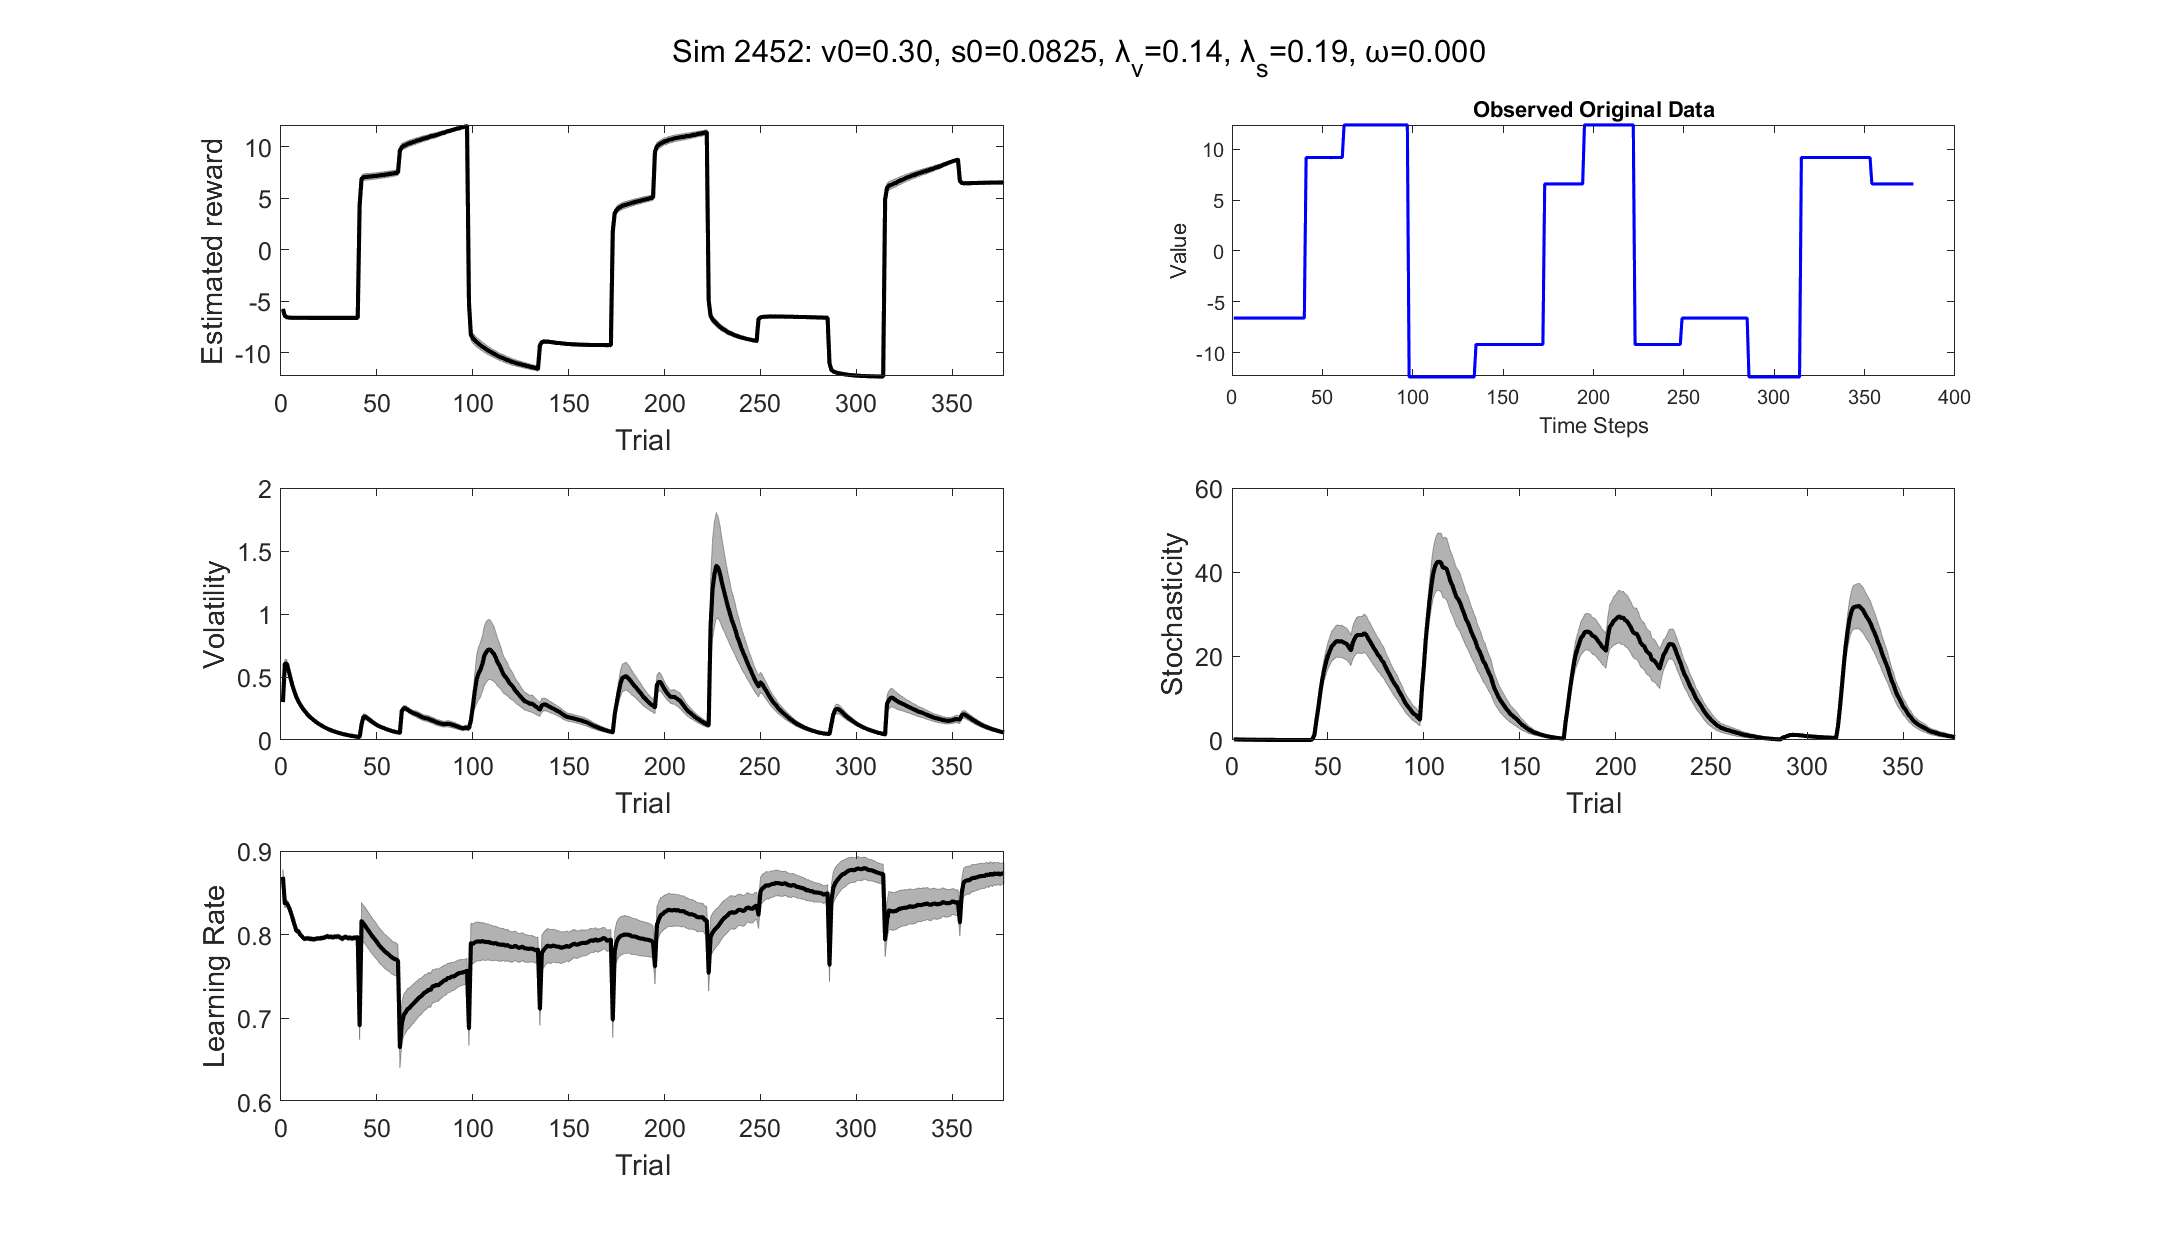 Sim 2452: v0=0.30, s0=0.0825, λv=0.14, λs=0.19, ω=0.000
Estimated reward
10
5
0
-5
-10
0 50 100 150 200 250 300 350
Trial
Observed Original Data
Value
10
5
0
-5
-10
0 50 100 150 200 250 300 350 400
Time Steps
Volatility
2
1.5
1
0.5
0
0 50 100 150 200 250 300 350
Trial
Stochasticity
60
40
20
0
0 50 100 150 200 250 300 350
Trial
Learning Rate
0.9
0.8
0.7
0.6
0 50 100 150 200 250 300 350
Trial